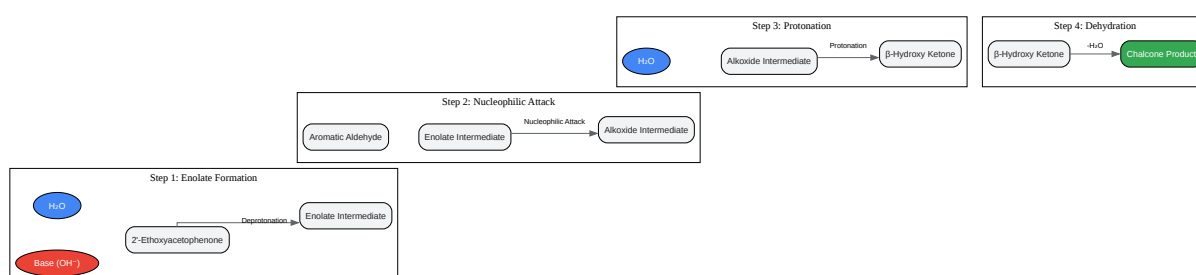 Step 1: Enolate Formation
H₂O
Base (OH⁻)
2'-Ethoxyacetophenone
Deprotonation
Enolate Intermediate
Step 2: Nucleophilic Attack
Aromatic Aldehyde
Enolate Intermediate
Nucleophilic Attack
Alkoxide Intermediate
Step 3: Protonation
H₂O
Alkoxide Intermediate
Protonation
β-Hydroxy Ketone
Step 4: Dehydration
β-Hydroxy Ketone
-H₂O
Chalcone Product